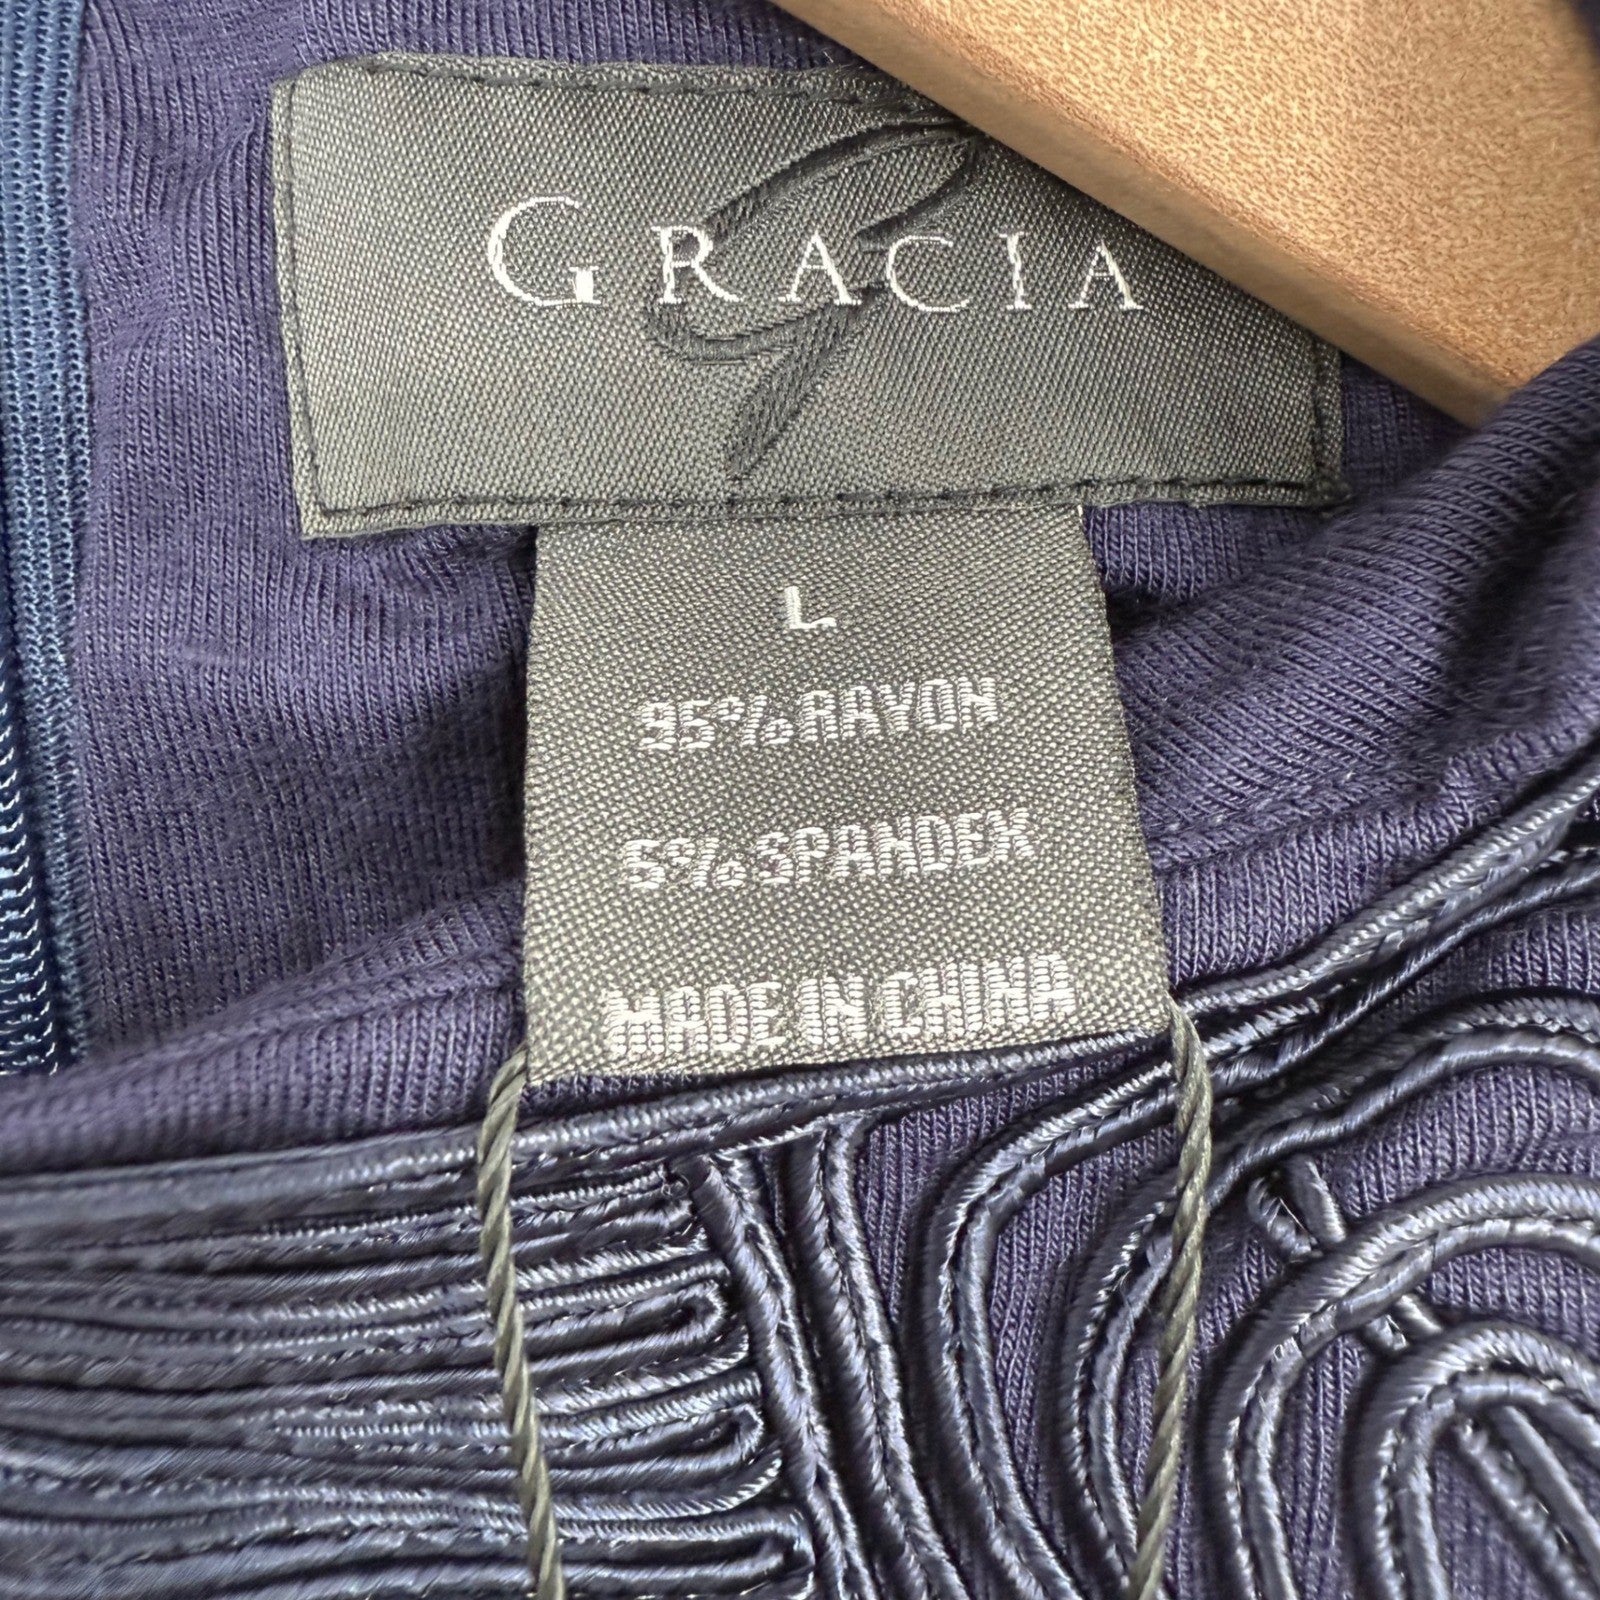 GRACIA
L
95% RAYON
5% SPANDEX
MADE IN CHINA